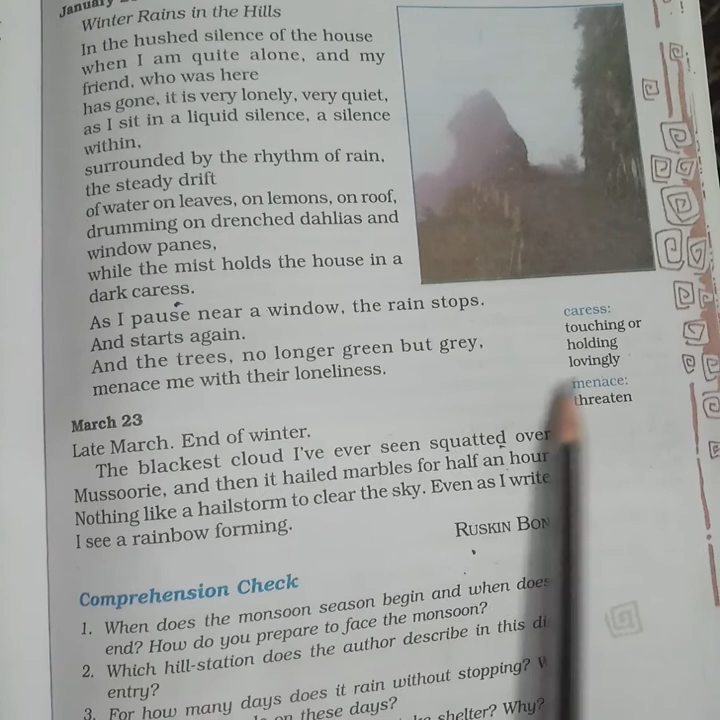 January
Winter Rains in the Hills
In the hushed silence of the house
when I am quite alone, and my
friend, who was here
has gone, it is very lonely, very quiet,
as I sit in a liquid silence, a silence
within,
surrounded by the rhythm of rain,
the steady drift
of water on leaves, on lemons, on roof,
drumming on drenched dahlias and
window panes,
while the mist holds the house in a
dark caress.
As I pause near a window, the rain stops.
And starts again.
And the trees, no longer green but grey,
menace me with their loneliness.
caress:
touching or
holding
lovingly
menace:
threaten
March 23
Late March. End of winter.
The blackest cloud I've ever seen squatted over
Mussoorie, and then it hailed marbles for half an hour
Nothing like a hailstorm to clear the sky. Even as I write
I see a rainbow forming.
RUSKIN BON
Comprehension Check
1. When does the monsoon season begin and when does
end? How do you prepare to face the monsoon?
2. Which hill-station does the author describe in this di
entry?
3. For how many days does it rain without stopping?
on these days?
shelter? Why?